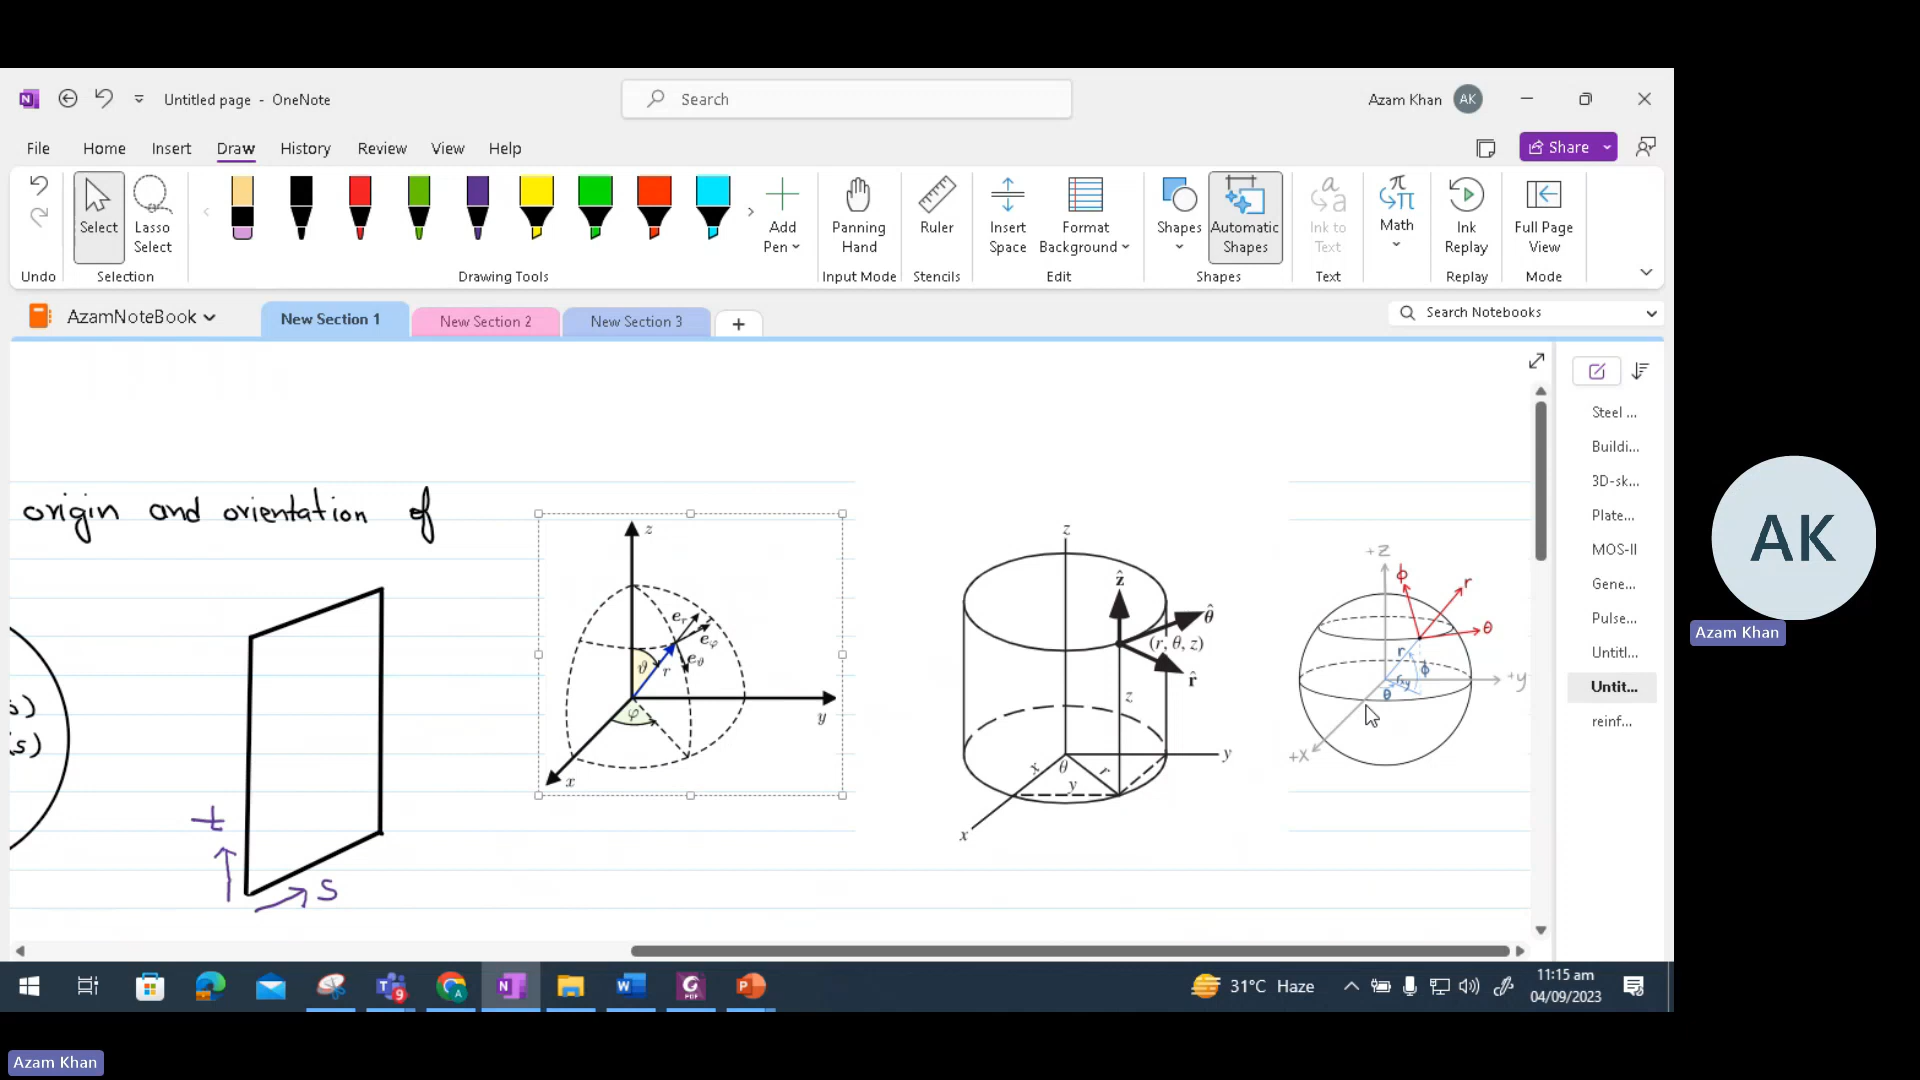 Untitled page - OneNote
Search
Azam Khan AK
File Home Insert Draw History Review View Help
Share
Select
Lasso Select
Add Pen
Panning Hand
Ruler
Insert Space
Format Background
Shapes
Automatic Shapes
Ink to Text
Math
Ink Replay
Full Page View
Undo Selection Drawing Tools Input Mode Stencils Edit Shapes Text Replay Mode
AzamNoteBook New Section 1 New Section 2 New Section 3 +
Search Notebooks
Steel ...
Buildi...
3D-sk...
Plate...
MOS-II
Gene...
Pulse...
Untitl...
Untit...
reinf...
origin and orientation of
s)
(s)
t
s
z
e_r
e_φ
e_ϑ
ϑ
r
φ
y
x
z
ẑ
θ̂
(r, θ, z)
r̂
z
y
x
θ
r
y
x
+Z
ϕ
r
θ
r
ϕ
rxy
θ
+y
+X
AK
Azam Khan
31°C Haze
11:15 am
04/09/2023
9
Azam Khan